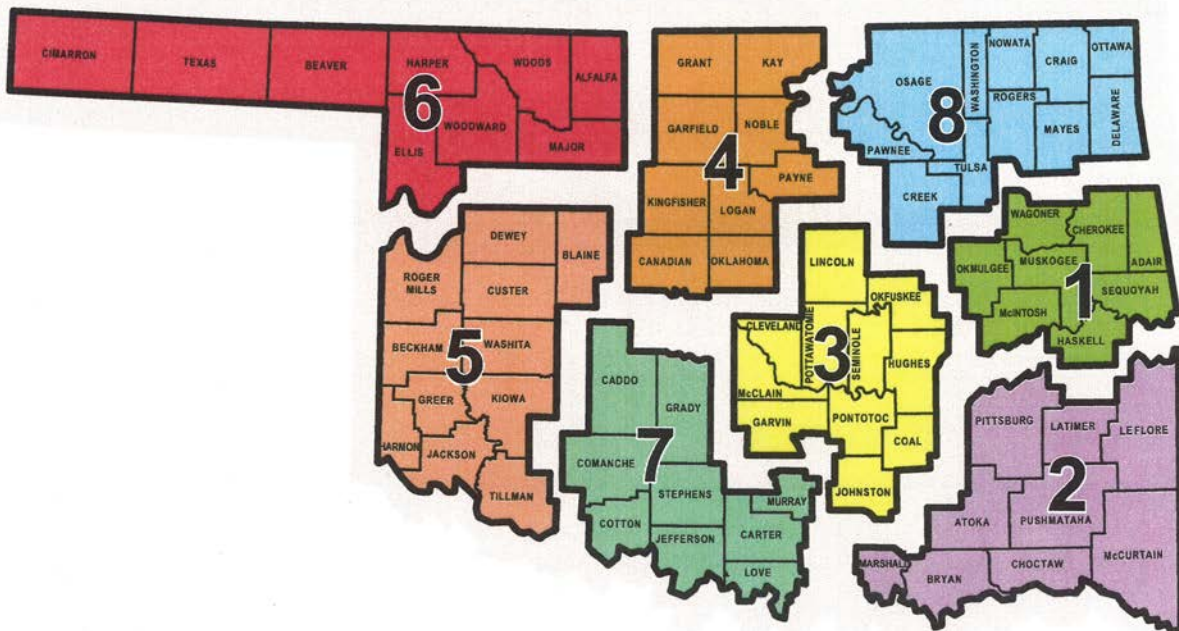 CIMARRON
TEXAS
BEAVER
HARPER
WOODS
ALFALFA
6
WOODWARD
ELLIS
MAJOR
GRANT
KAY
GARFIELD
NOBLE
4
PAYNE
KINGFISHER
LOGAN
CANADIAN
OKLAHOMA
OSAGE
WASHINGTON
NOWATA
CRAIG
OTTAWA
ROGERS
8
MAYES
DELAWARE
PAWNEE
TULSA
CREEK
WAGONER
CHEROKEE
OKMULGEE
MUSKOGEE
ADAIR
1
SEQUOYAH
McINTOSH
HASKELL
DEWEY
BLAINE
ROGER
MILLS
CUSTER
BECKHAM
5
WASHITA
GREER
KIOWA
HARMON
JACKSON
TILLMAN
LINCOLN
OKFUSKEE
CLEVELAND
POTTAWATOMIE
3
SEMINOLE
HUGHES
McCLAIN
GARVIN
PONTOTOC
COAL
JOHNSTON
CADDO
GRADY
7
COMANCHE
STEPHENS
MURRAY
COTTON
JEFFERSON
CARTER
LOVE
PITTSBURG
LATIMER
LEFLORE
2
ATOKA
PUSHMATAHA
McCURTAIN
MARSHALL
BRYAN
CHOCTAW